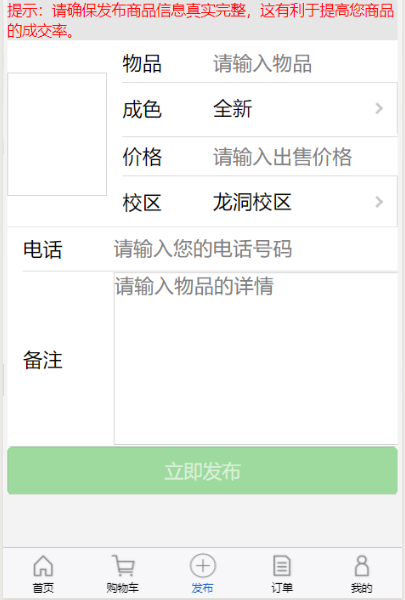 提示：请确保发布商品信息真实完整，这有利于提高您商品
的成交率。
物品 请输入物品
成色 全新
价格 请输入出售价格
校区 龙洞校区
电话 请输入您的电话号码
请输入物品的详情
备注
立即发布
首页 购物车 发布 订单 我的